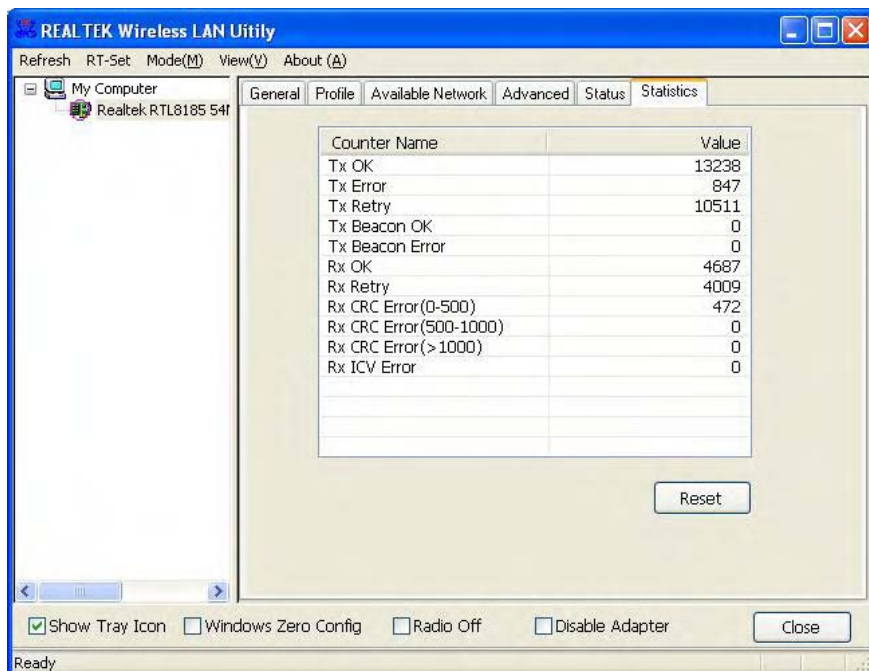 REALTEK Wireless LAN Uitily
Refresh RT-Set Mode(M) View(V) About (A)
My Computer
Realtek RTL8185 54M
General Profile Available Network Advanced Status Statistics
Counter Name Value
Tx OK 13238
Tx Error 847
Tx Retry 10511
Tx Beacon OK 0
Tx Beacon Error 0
Rx OK 4687
Rx Retry 4009
Rx CRC Error(0-500) 472
Rx CRC Error(500-1000) 0
Rx CRC Error(>1000) 0
Rx ICV Error 0
Reset
Show Tray Icon Windows Zero Config Radio Off Disable Adapter Close
Ready